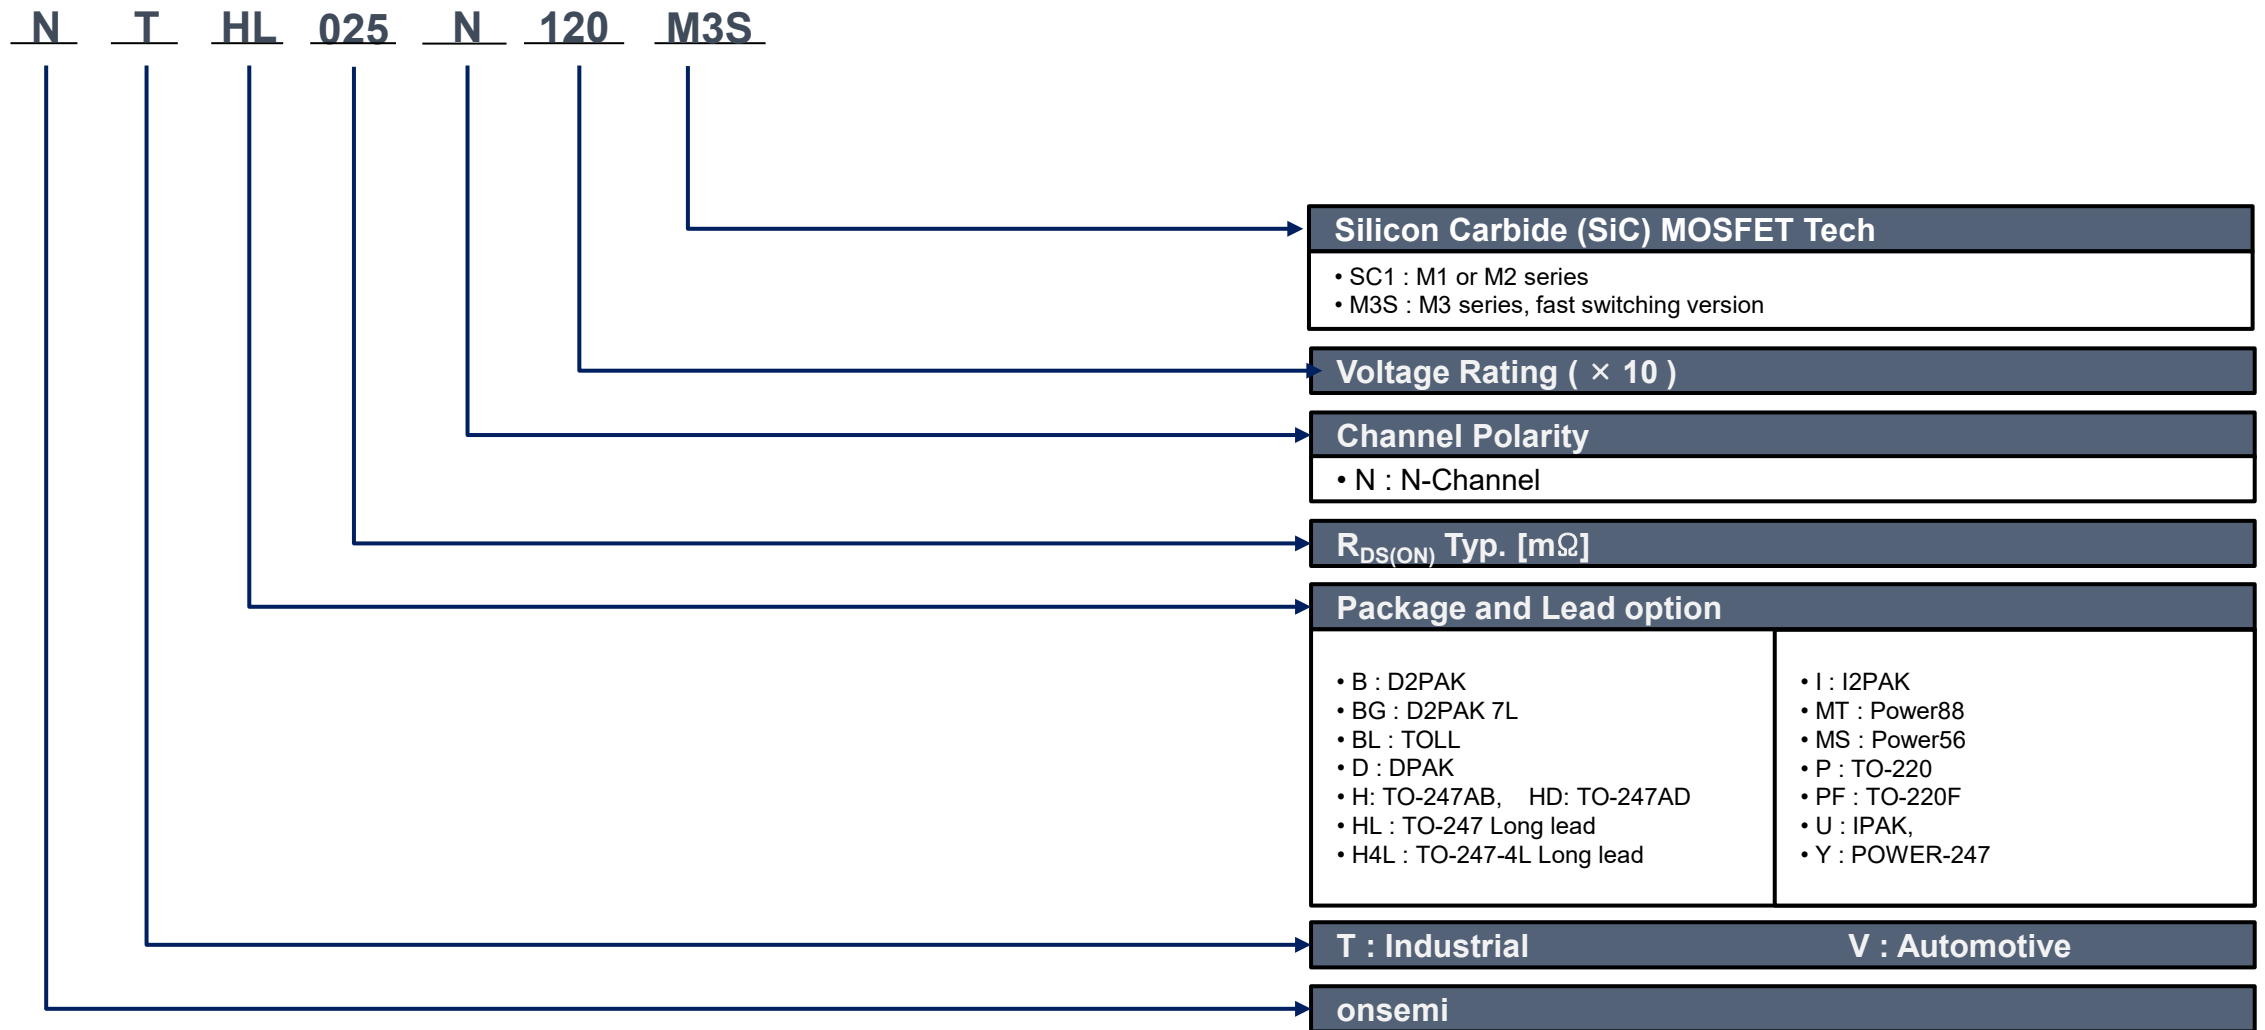 N T HL 025 N 120 M3S
Silicon Carbide (SiC) MOSFET Tech
• SC1 : M1 or M2 series
• M3S : M3 series, fast switching version
Voltage Rating ( × 10 )
Channel Polarity
• N : N-Channel
RDS(ON) Typ. [mΩ]
Package and Lead option
• B : D2PAK
• BG : D2PAK 7L
• BL : TOLL
• D : DPAK
• H: TO-247AB, HD: TO-247AD
• HL : TO-247 Long lead
• H4L : TO-247-4L Long lead
• I : I2PAK
• MT : Power88
• MS : Power56
• P : TO-220
• PF : TO-220F
• U : IPAK,
• Y : POWER-247
T : Industrial V : Automotive
onsemi